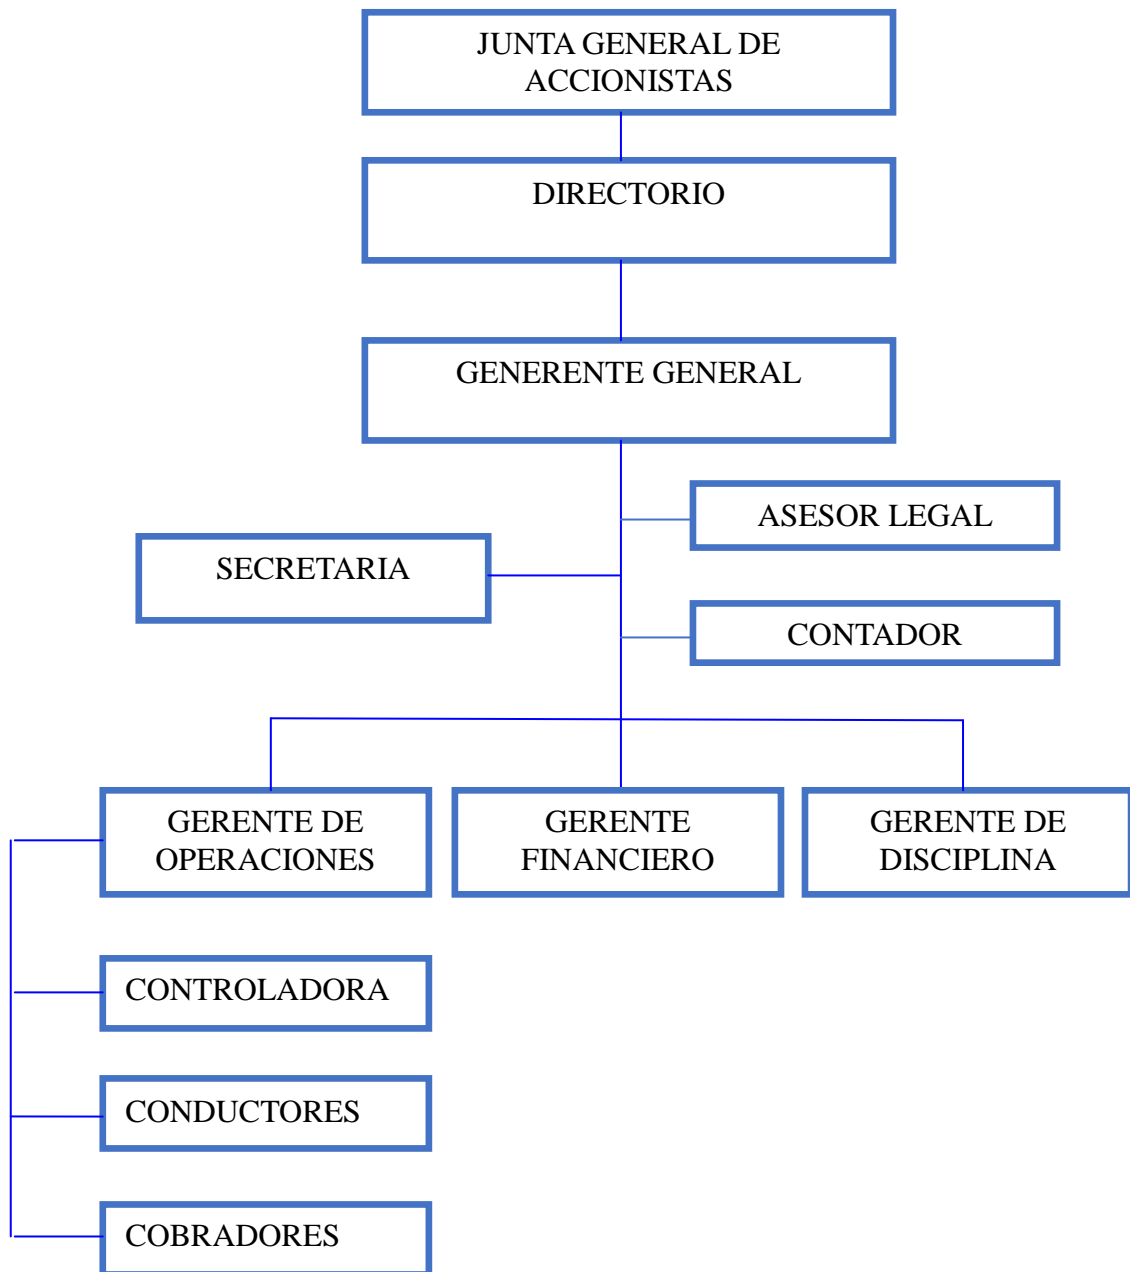 JUNTA GENERAL DE
ACCIONISTAS
DIRECTORIO
GENERENTE GENERAL
ASESOR LEGAL
SECRETARIA
CONTADOR
GERENTE DE
OPERACIONES
GERENTE
FINANCIERO
GERENTE DE
DISCIPLINA
CONTROLADORA
CONDUCTORES
COBRADORES